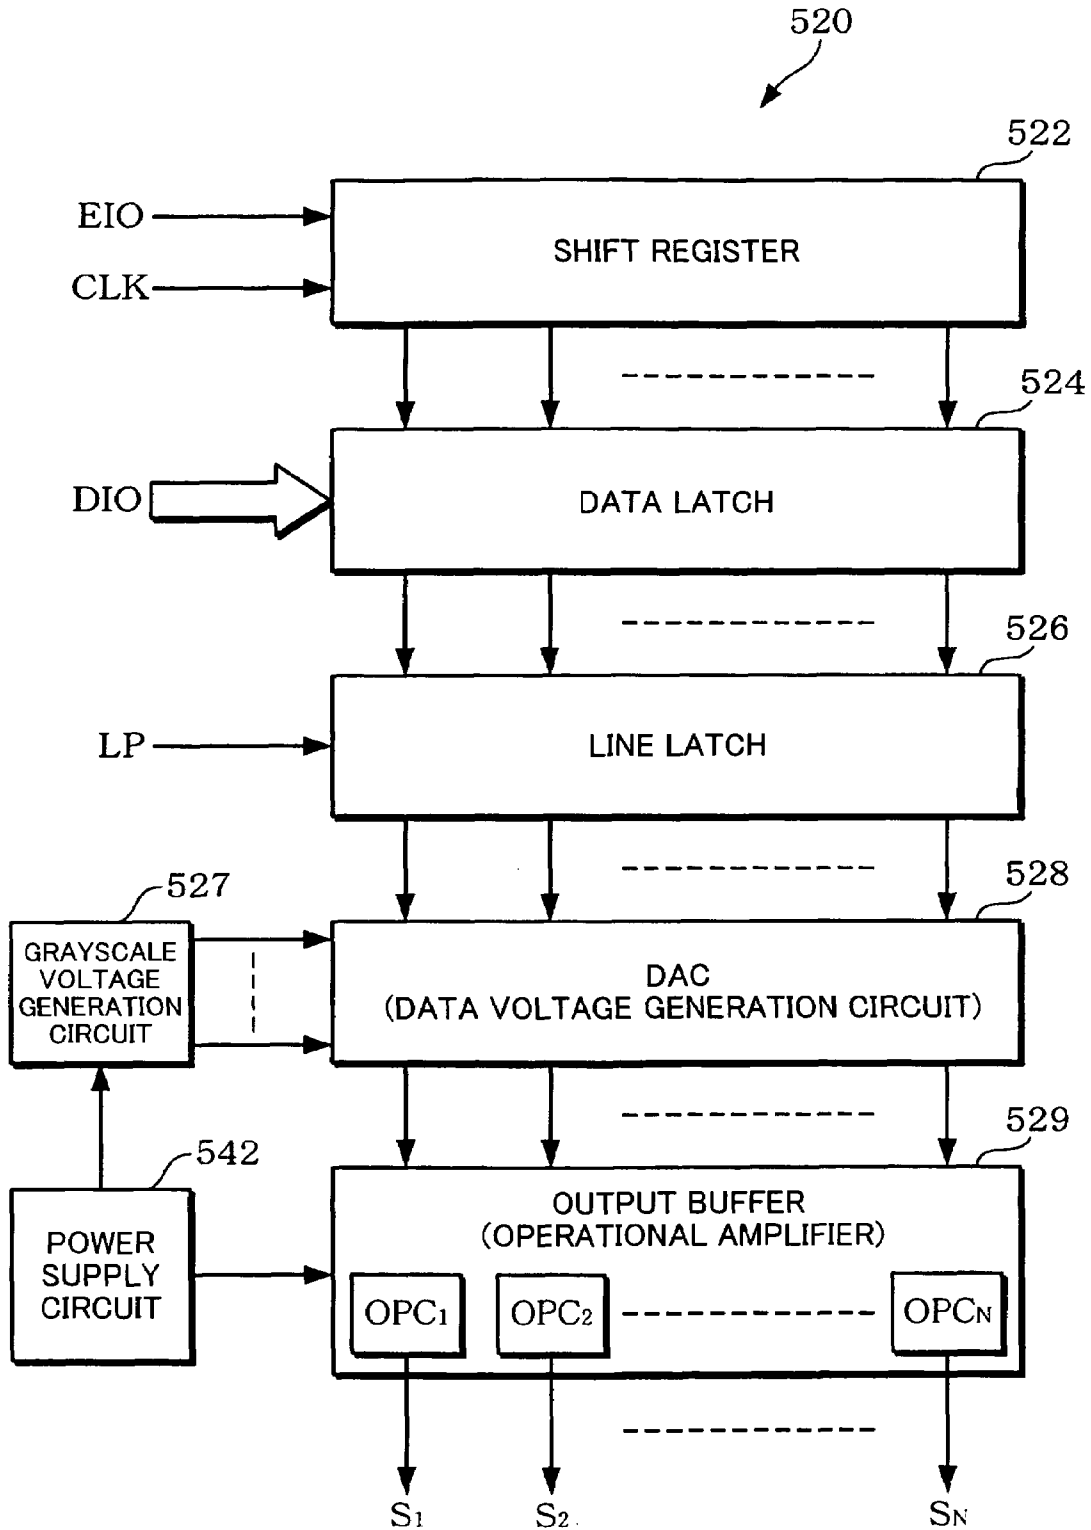 520
522
EIO
SHIFT REGISTER
CLK
524
DIO
DATA LATCH
526
LP
LINE LATCH
527
528
GRAYSCALE
VOLTAGE
GENERATION
CIRCUIT
DAC
(DATA VOLTAGE GENERATION CIRCUIT)
529
542
POWER
SUPPLY
CIRCUIT
OUTPUT BUFFER
(OPERATIONAL AMPLIFIER)
OPC1
OPC2
OPCN
S1
S2
SN